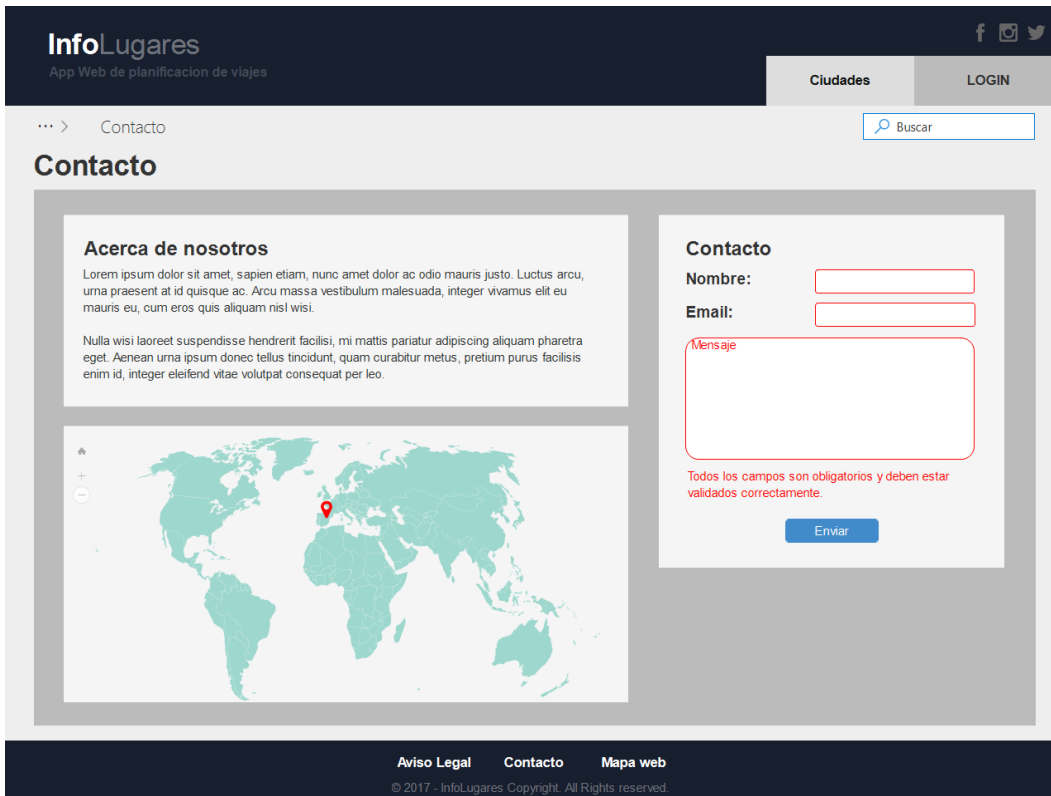 InfoLugares
App Web de planificacion de viajes
Ciudades
LOGIN
Contacto
Buscar
Contacto
Acerca de nosotros
Lorem ipsum dolor sit amet, sapien etiam, nunc amet dolor ac odio mauris justo. Luctus arcu,
urna praesent at id quisque ac. Arcu massa vestibulum malesuada, integer vivamus elit eu
mauris eu, cum eros quis aliquam nisl wisi.
Nulla wisi laoreet suspendisse hendrerit facilisi, mi mattis pariatur adipiscing aliquam pharetra
eget. Aenean urna ipsum donec tellus tincidunt, quam curabitur metus, pretium purus facilisis
enim id, integer eleifend vitae volutpat consequat per leo.
Contacto
Nombre:
Email:
Mensaje
Todos los campos son obligatorios y deben estar
validados correctamente.
Enviar
Aviso Legal
Contacto
Mapa web
© 2017 - InfoLugares Copyright. All Rights reserved.